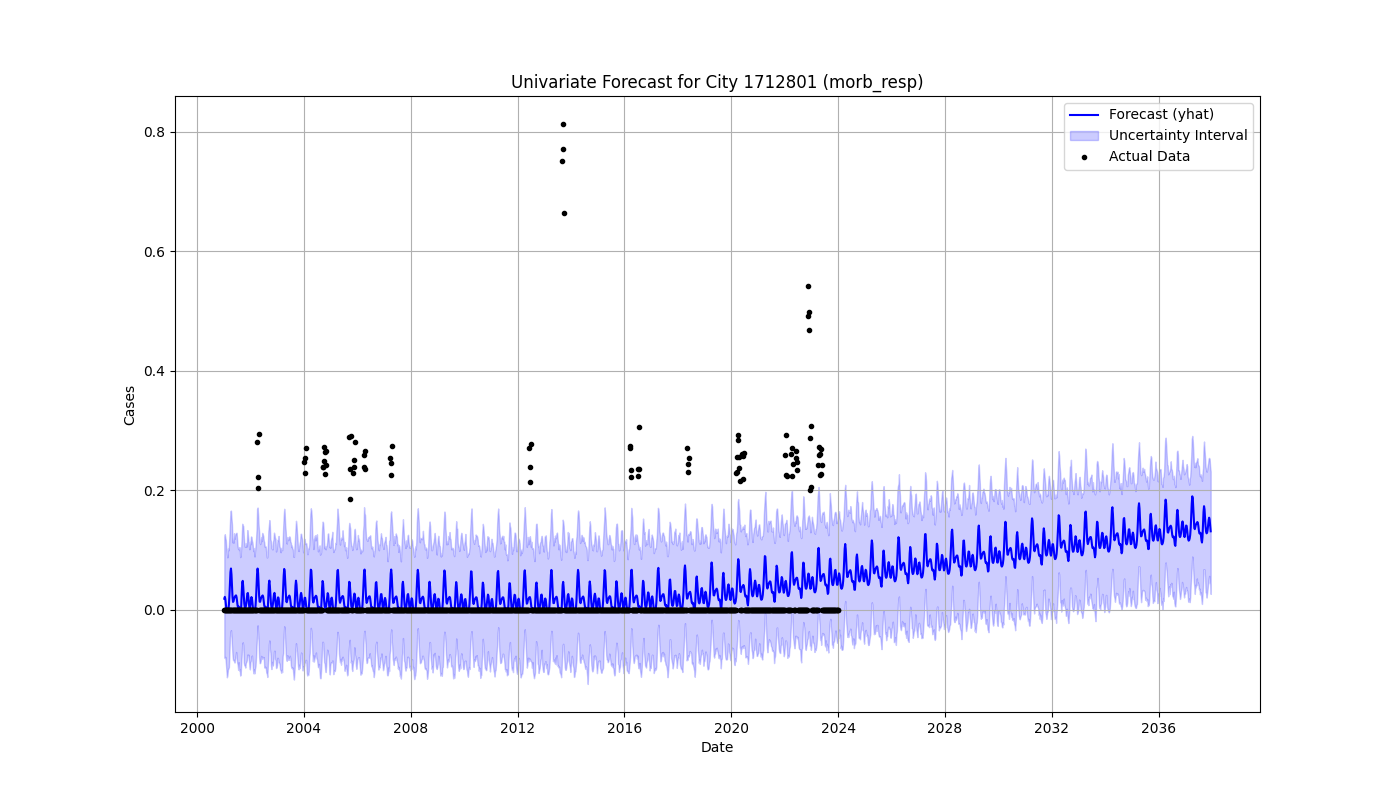 Univariate Forecast for City 1712801 (morb_resp)
Forecast (yhat)
Uncertainty Interval
Actual Data
Cases
0.8
0.6
0.4
0.2
0.0
2000 2004 2008 2012 2016 2020 2024 2028 2032 2036
Date